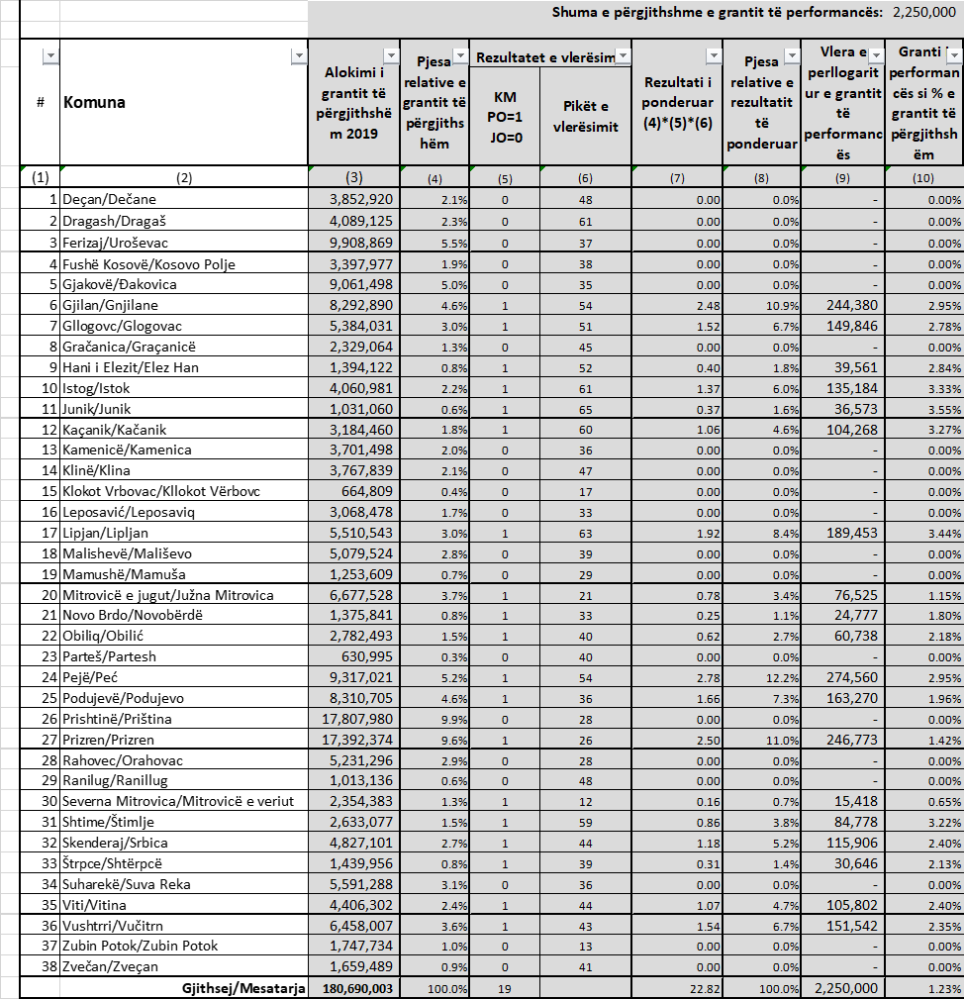 Shuma e përgjithshme e grantit të performancës: 2,250,000
# Komuna Alokimi i grantit të përgjithshë m 2019 Pjesa relative e grantit të përgjiths hëm Rezultatet e vlerësim KM PO=1 JO=0 Pikët e vlerësimit Rezultati i ponderuar (4)*(5)*(6) Pjesa relative e rezultatit të ponderuar Vlera e perllogarit ur e grantit të performanc ës Granti i performan cës si % e grantit të përgjithsh ëm
(1) (2) (3) (4) (5) (6) (7) (8) (9) (10)
1 Deçan/Dečane 3,852,920 2.1% 0 48 0.00 0.0% - 0.00%
2 Dragash/Dragaš 4,089,125 2.3% 0 61 0.00 0.0% - 0.00%
3 Ferizaj/Uroševac 9,908,869 5.5% 0 37 0.00 0.0% - 0.00%
4 Fushë Kosovë/Kosovo Polje 3,397,977 1.9% 0 38 0.00 0.0% - 0.00%
5 Gjakovë/Đakovica 9,061,498 5.0% 0 35 0.00 0.0% - 0.00%
6 Gjilan/Gnjilane 8,292,890 4.6% 1 54 2.48 10.9% 244,380 2.95%
7 Gllogovc/Glogovac 5,384,031 3.0% 1 51 1.52 6.7% 149,846 2.78%
8 Gračanica/Graçanicë 2,329,064 1.3% 0 45 0.00 0.0% - 0.00%
9 Hani i Elezit/Elez Han 1,394,122 0.8% 1 52 0.40 1.8% 39,561 2.84%
10 Istog/Istok 4,060,981 2.2% 1 61 1.37 6.0% 135,184 3.33%
11 Junik/Junik 1,031,060 0.6% 1 65 0.37 1.6% 36,573 3.55%
12 Kaçanik/Kačanik 3,184,460 1.8% 1 60 1.06 4.6% 104,268 3.27%
13 Kamenicë/Kamenica 3,701,498 2.0% 0 36 0.00 0.0% - 0.00%
14 Klinë/Klina 3,767,839 2.1% 0 47 0.00 0.0% - 0.00%
15 Klokot Vrbovac/Kllokot Vërbovc 664,809 0.4% 0 17 0.00 0.0% - 0.00%
16 Leposavić/Leposaviq 3,068,478 1.7% 0 33 0.00 0.0% - 0.00%
17 Lipjan/Lipljan 5,510,543 3.0% 1 63 1.92 8.4% 189,453 3.44%
18 Malishevë/Mališevo 5,079,524 2.8% 0 39 0.00 0.0% - 0.00%
19 Mamushë/Mamuša 1,253,609 0.7% 0 29 0.00 0.0% - 0.00%
20 Mitrovicë e jugut/Južna Mitrovica 6,677,528 3.7% 1 21 0.78 3.4% 76,525 1.15%
21 Novo Brdo/Novobërdë 1,375,841 0.8% 1 33 0.25 1.1% 24,777 1.80%
22 Obiliq/Obilić 2,782,493 1.5% 1 40 0.62 2.7% 60,738 2.18%
23 Parteš/Partesh 630,995 0.3% 0 40 0.00 0.0% - 0.00%
24 Pejë/Peć 9,317,021 5.2% 1 54 2.78 12.2% 274,560 2.95%
25 Podujevë/Podujevo 8,310,705 4.6% 1 36 1.66 7.3% 163,270 1.96%
26 Prishtinë/Priština 17,807,980 9.9% 0 28 0.00 0.0% - 0.00%
27 Prizren/Prizren 17,392,374 9.6% 1 26 2.50 11.0% 246,773 1.42%
28 Rahovec/Orahovac 5,231,296 2.9% 0 28 0.00 0.0% - 0.00%
29 Ranilug/Ranillug 1,013,136 0.6% 0 48 0.00 0.0% - 0.00%
30 Severna Mitrovica/Mitrovicë e veriut 2,354,383 1.3% 1 12 0.16 0.7% 15,418 0.65%
31 Shtime/Štimlje 2,633,077 1.5% 1 59 0.86 3.8% 84,778 3.22%
32 Skenderaj/Srbica 4,827,101 2.7% 1 44 1.18 5.2% 115,906 2.40%
33 Štrpce/Shtërpcë 1,439,956 0.8% 1 39 0.31 1.4% 30,646 2.13%
34 Suharekë/Suva Reka 5,591,288 3.1% 0 36 0.00 0.0% - 0.00%
35 Viti/Vitina 4,406,302 2.4% 1 44 1.07 4.7% 105,802 2.40%
36 Vushtrri/Vučitrn 6,458,007 3.6% 1 43 1.54 6.7% 151,542 2.35%
37 Zubin Potok/Zubin Potok 1,747,734 1.0% 0 13 0.00 0.0% - 0.00%
38 Zvečan/Zveçan 1,659,489 0.9% 0 41 0.00 0.0% - 0.00%
Gjithsej/Mesatarja 180,690,003 100.0% 19 22.82 100.0% 2,250,000 1.23%